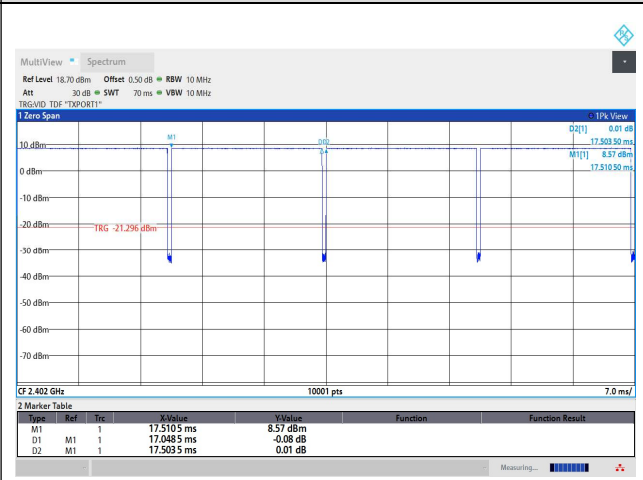 MultiView Spectrum
Ref Level 18.70 dBm Offset 0.50 dB RBW 10 MHz
Att 30 dB SWT 70 ms VBW 10 MHz
TRG:VID TDF "TXPORT1"
1 Zero Span 1Pk View
D2[1] 0.01 dB
17.503 50 ms
M1[1] 8.57 dBm
17.510 50 ms
M1
10 dBm
0 dBm
-10 dBm
-20 dBm
TRG -21.296 dBm
-30 dBm
-40 dBm
-50 dBm
-60 dBm
-70 dBm
CF 2.402 GHz 10001 pts 7.0 ms/
2 Marker Table
Type Ref Trc X-Value Y-Value Function Function Result
M1 1 17.510 5 ms 8.57 dBm
D1 M1 1 17.048 5 ms -0.08 dB
D2 M1 1 17.503 5 ms 0.01 dB
Measuring...